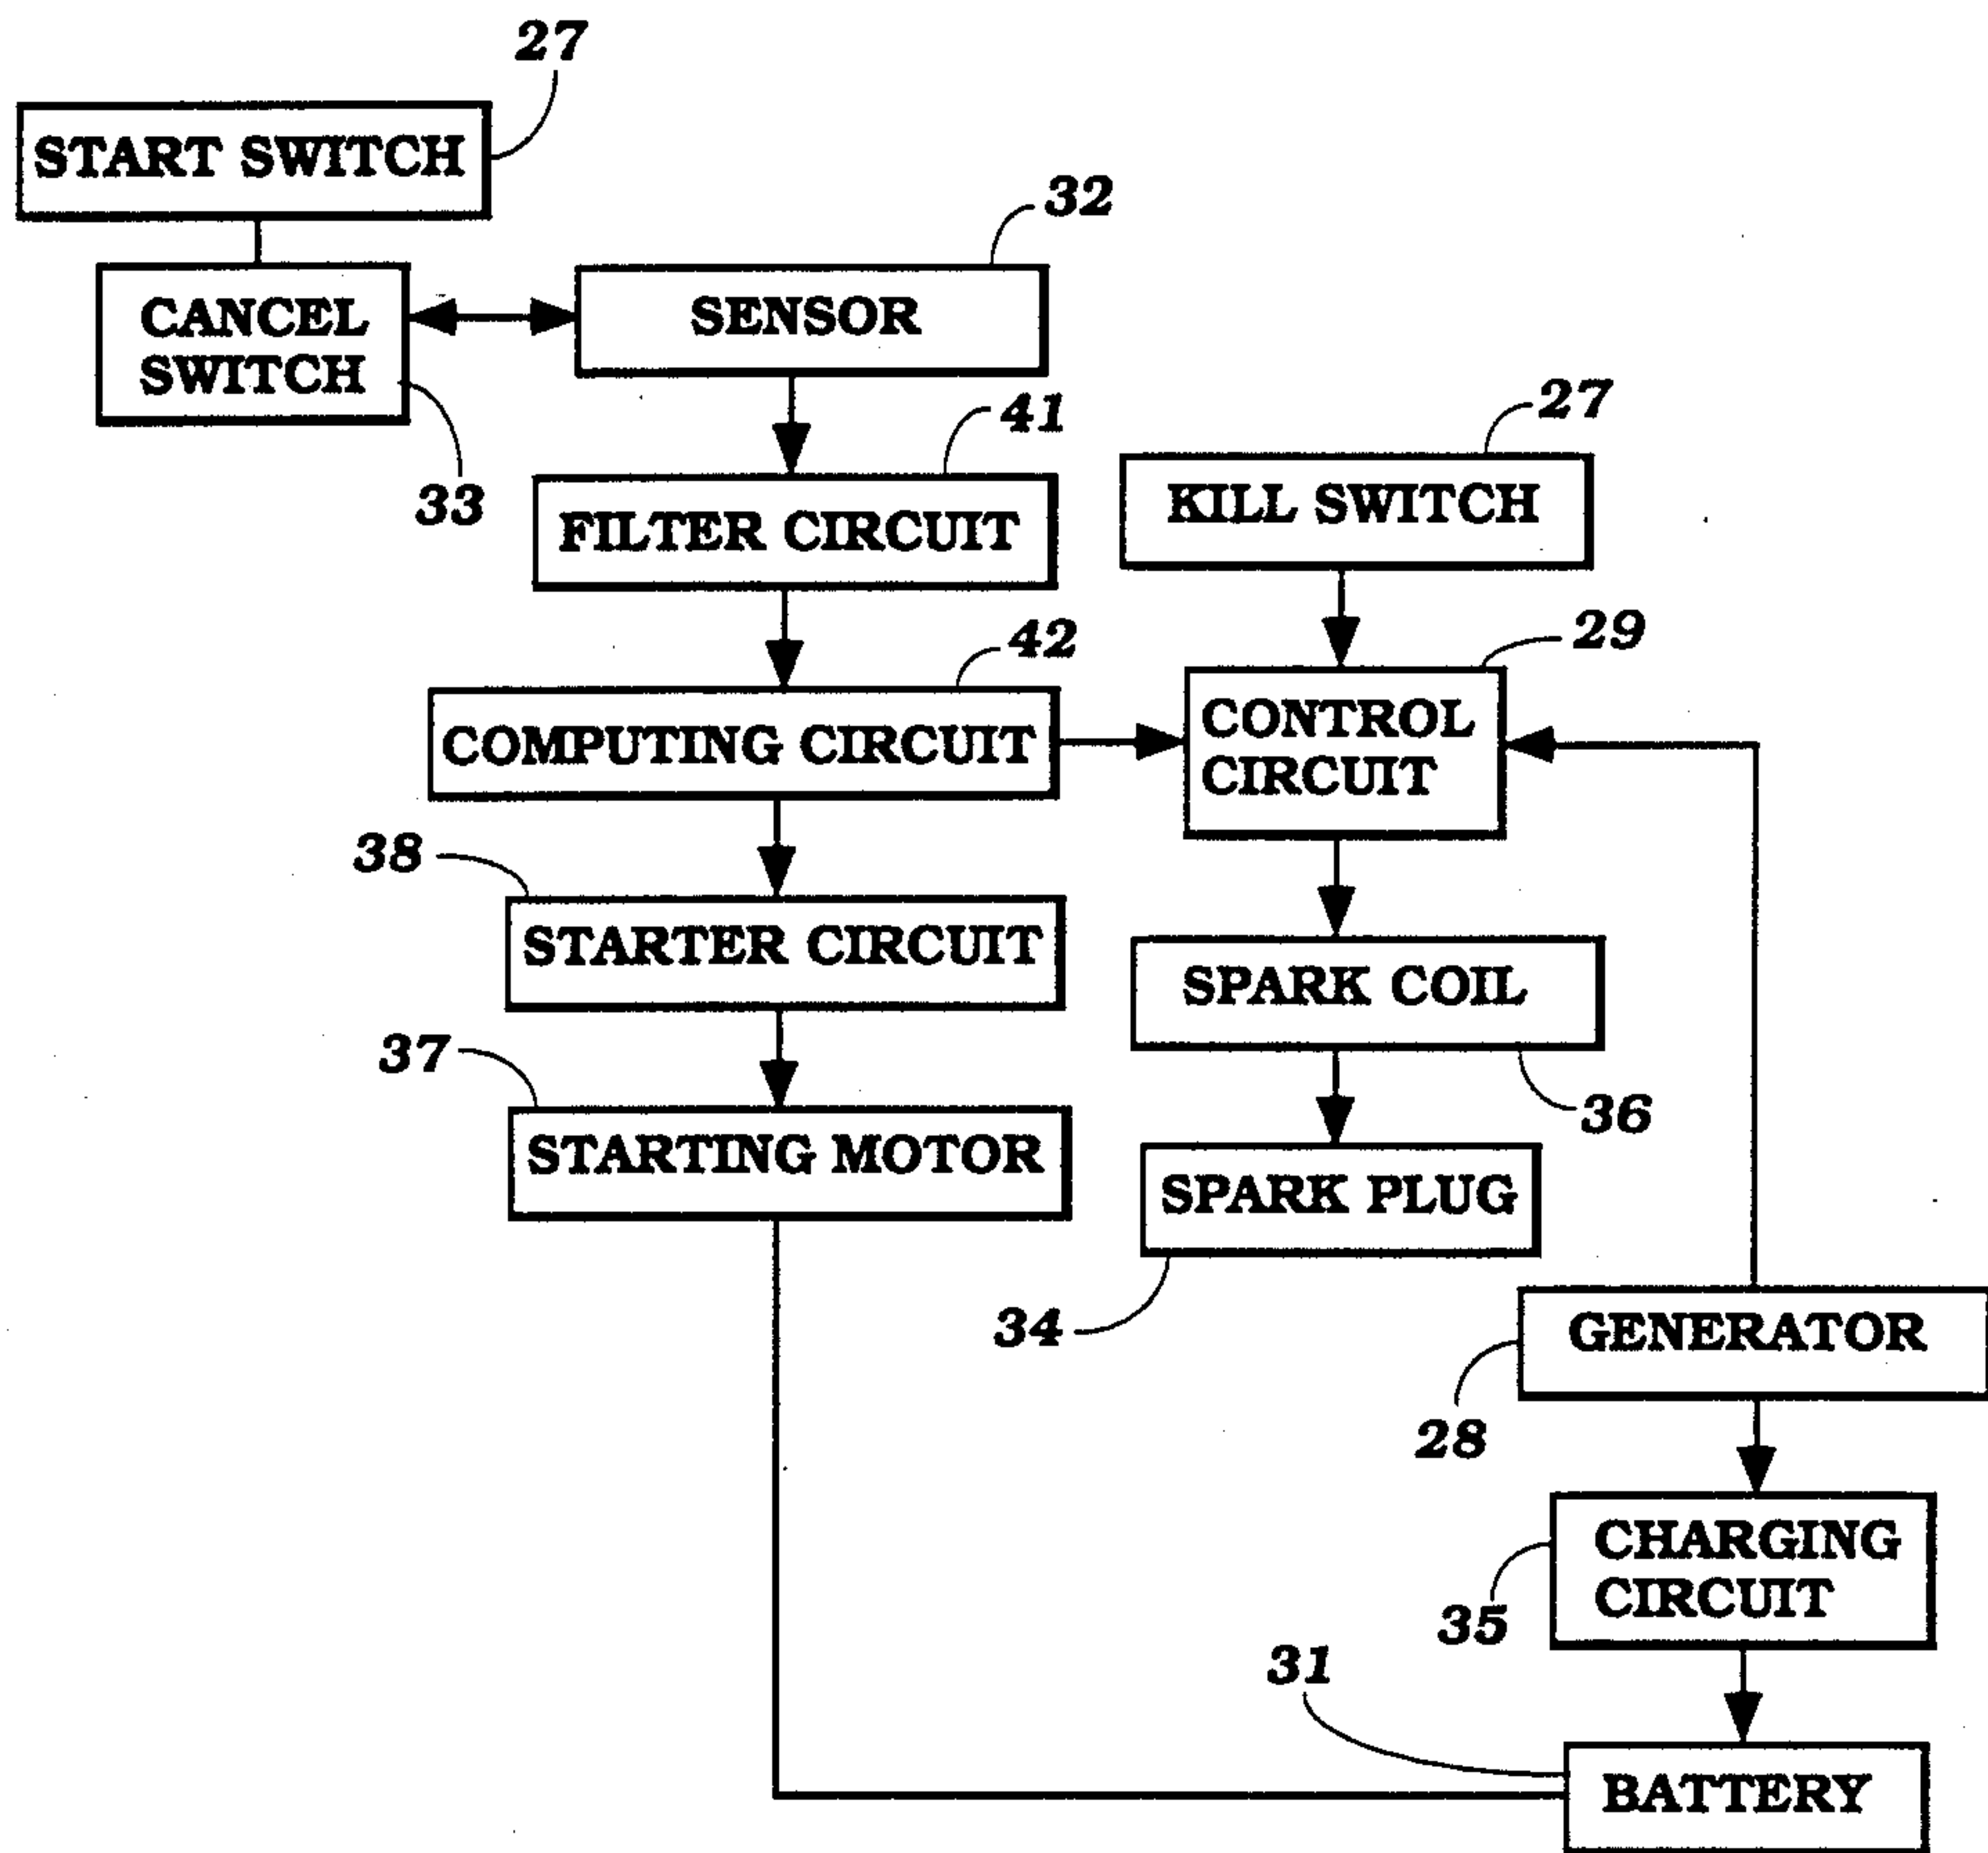 27
START SWITCH
32
CANCEL
SWITCH
SENSOR
33
41
27
FILTER CIRCUIT
KILL SWITCH
42
29
COMPUTING CIRCUIT
CONTROL
CIRCUIT
38
STARTER CIRCUIT
SPARK COIL
37
36
STARTING MOTOR
SPARK PLUG
34
GENERATOR
28
CHARGING
CIRCUIT
35
31
BATTERY